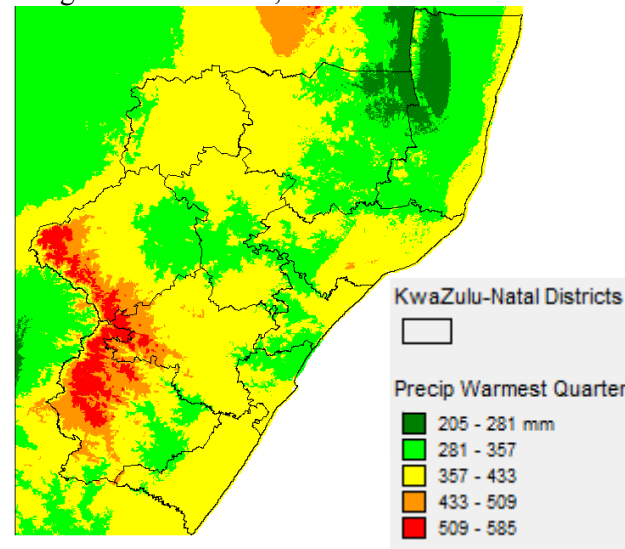 KwaZulu-Natal Districts
Precip Warmest Quarter
205 - 281 mm
281 - 357
357 - 433
433 - 509
509 - 585